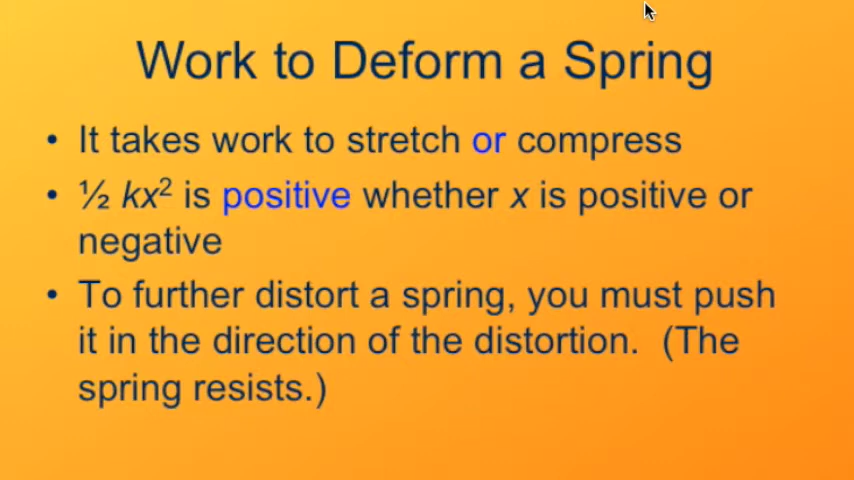 Work to Deform a Spring
• It takes work to stretch or compress
• ½ kx² is positive whether x is positive or
negative
• To further distort a spring, you must push
it in the direction of the distortion.  (The
spring resists.)